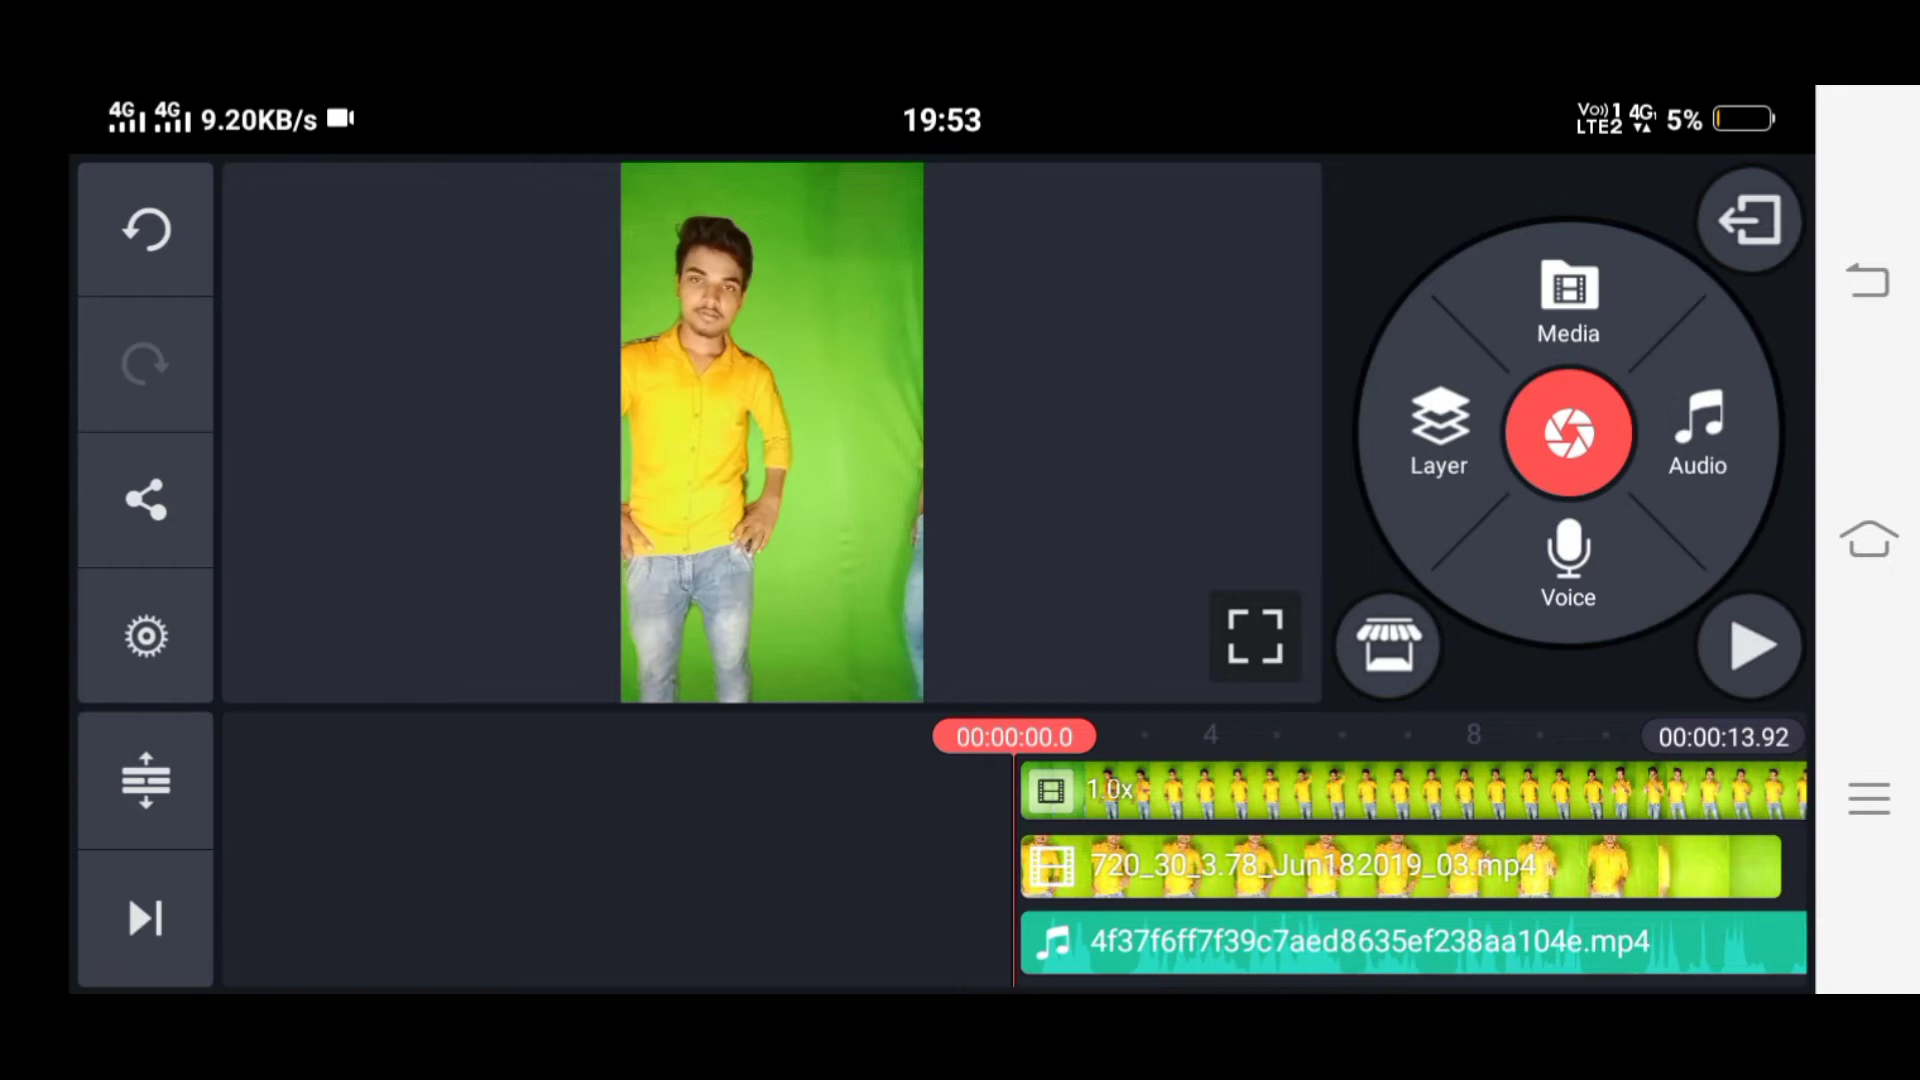 4G 4G 9.20KB/s
19:53
Vo)) 1 4G
LTE2 5%
Media
Layer
Audio
Voice
00:00:00.0
4
8
00:00:13.92
1.0x
720_30_3.78_Jun182019_03.mp4
4f37f6ff7f39c7aed8635ef238aa104e.mp4